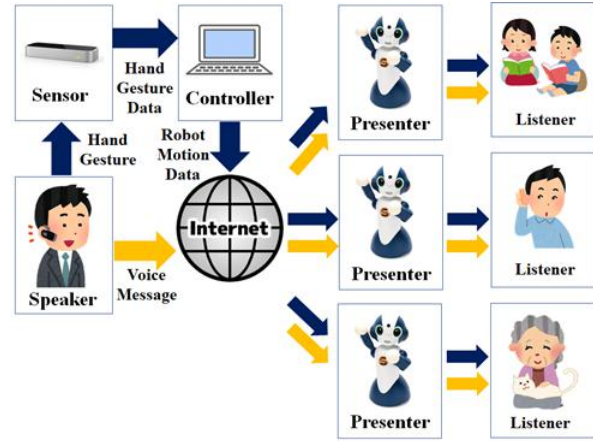 Sensor
Hand
Gesture
Data
Controller
Hand
Gesture
Robot
Motion
Data
Speaker
Voice
Message
Internet
Presenter
Listener
Presenter
Listener
Presenter
Listener